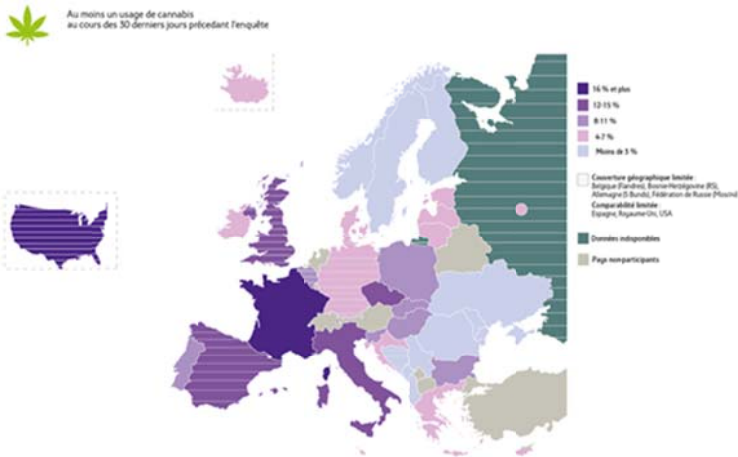 Au moins un usage de cannabis
au cours des 30 derniers jours précédant l'enquête
16 % et plus
12-15 %
8-11 %
4-7 %
Moins de 3 %
Couverture géographique limitée :
Belgique (Flandres), Bosnie-Herzégovine (RS),
Allemagne (5 Bunds), Fédération de Russie (Moscou)
Comparabilité limitée :
Espagne, Royaume-Uni, USA
Données indisponibles
Pays non-participants